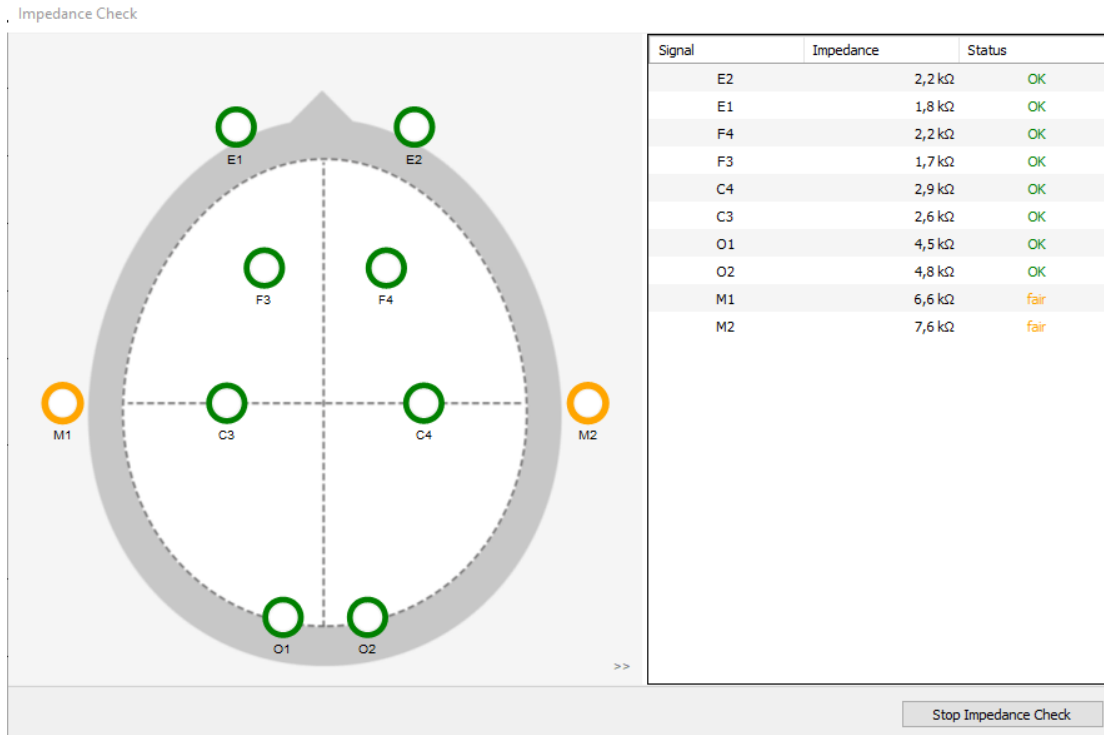 Impedance Check
E1 E2
F3 F4
M1 C3 C4 M2
O1 O2
>>
Signal Impedance Status
E2 2,2 kΩ OK
E1 1,8 kΩ OK
F4 2,2 kΩ OK
F3 1,7 kΩ OK
C4 2,9 kΩ OK
C3 2,6 kΩ OK
O1 4,5 kΩ OK
O2 4,8 kΩ OK
M1 6,6 kΩ fair
M2 7,6 kΩ fair
Stop Impedance Check